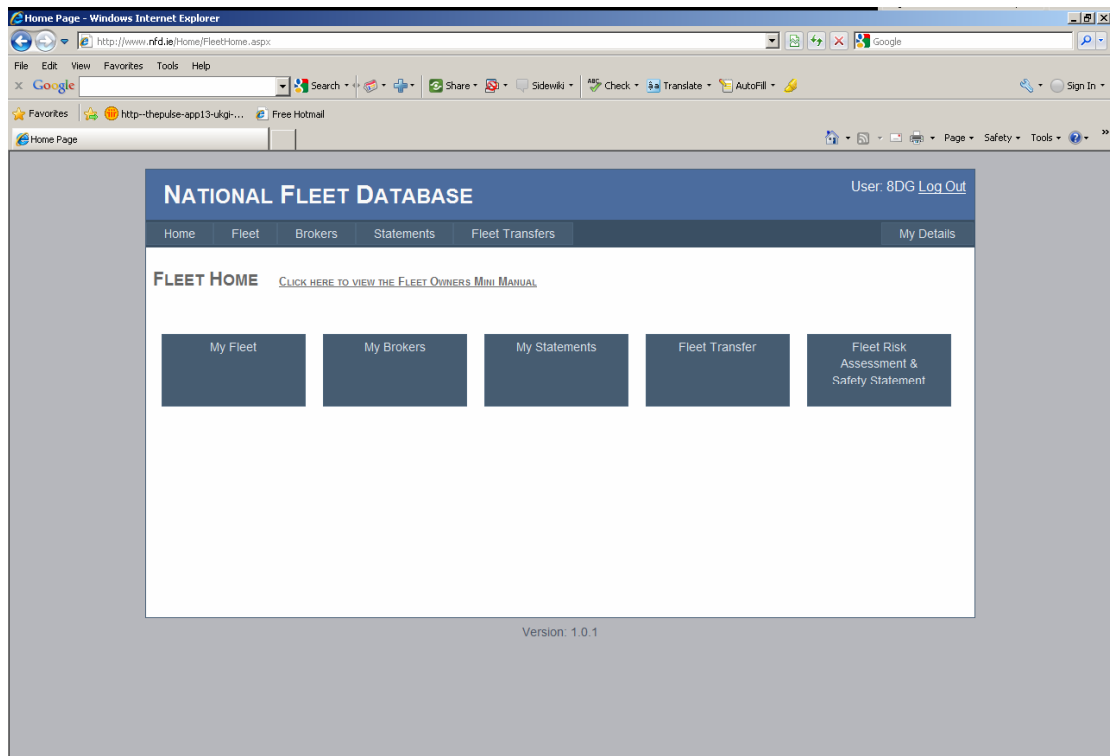 Home Page - Windows Internet Explorer
http://www.nfd.ie/Home/FleetHome.aspx
Google
File Edit View Favorites Tools Help
x Google Search Share Sidewiki Check Translate AutoFill Sign In
Favorites http--thepulse-app13-ukgi-... Free Hotmail
Home Page Page Safety Tools
NATIONAL FLEET DATABASE
User: 8DG Log Out
Home Fleet Brokers Statements Fleet Transfers My Details
FLEET HOME CLICK HERE TO VIEW THE FLEET OWNERS MINI MANUAL
My Fleet
My Brokers
My Statements
Fleet Transfer
Fleet Risk
Assessment &
Safety Statement
Version: 1.0.1